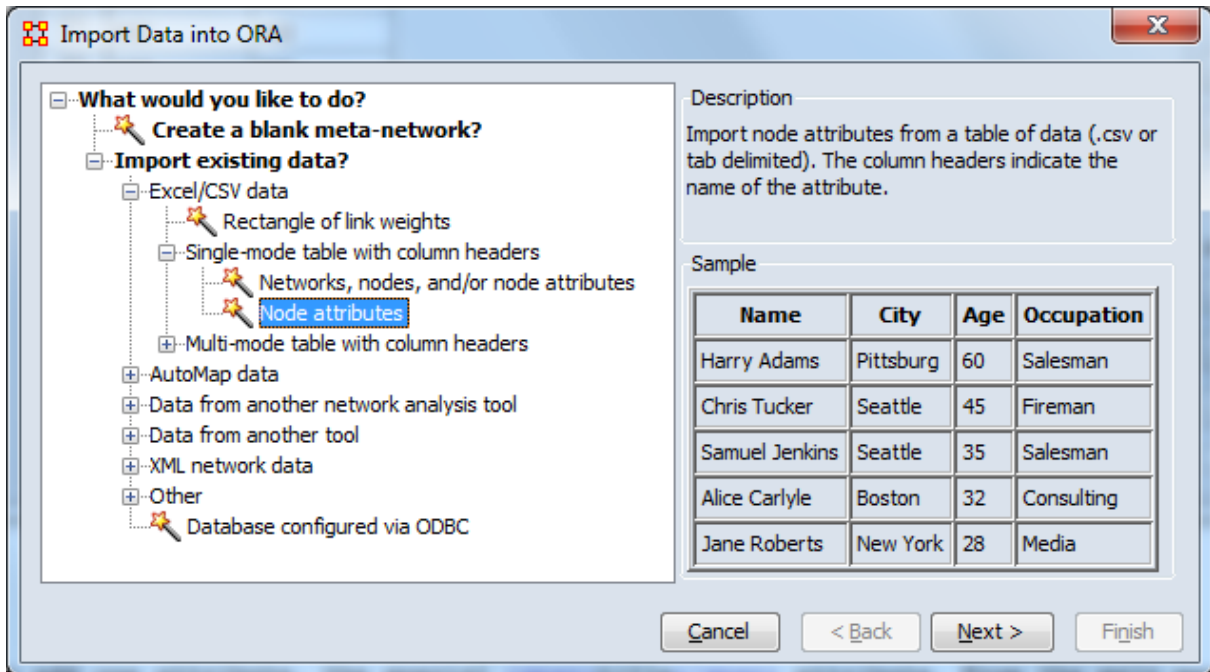 Import Data into ORA
X
What would you like to do?
Create a blank meta-network?
Import existing data?
Excel/CSV data
Rectangle of link weights
Single-mode table with column headers
Networks, nodes, and/or node attributes
Node attributes
Multi-mode table with column headers
AutoMap data
Data from another network analysis tool
Data from another tool
XML network data
Other
Database configured via ODBC
Description
Import node attributes from a table of data (.csv or
tab delimited). The column headers indicate the
name of the attribute.
Sample
Name City Age Occupation
Harry Adams Pittsburg 60 Salesman
Chris Tucker Seattle 45 Fireman
Samuel Jenkins Seattle 35 Salesman
Alice Carlyle Boston 32 Consulting
Jane Roberts New York 28 Media
Cancel < Back Next > Finish